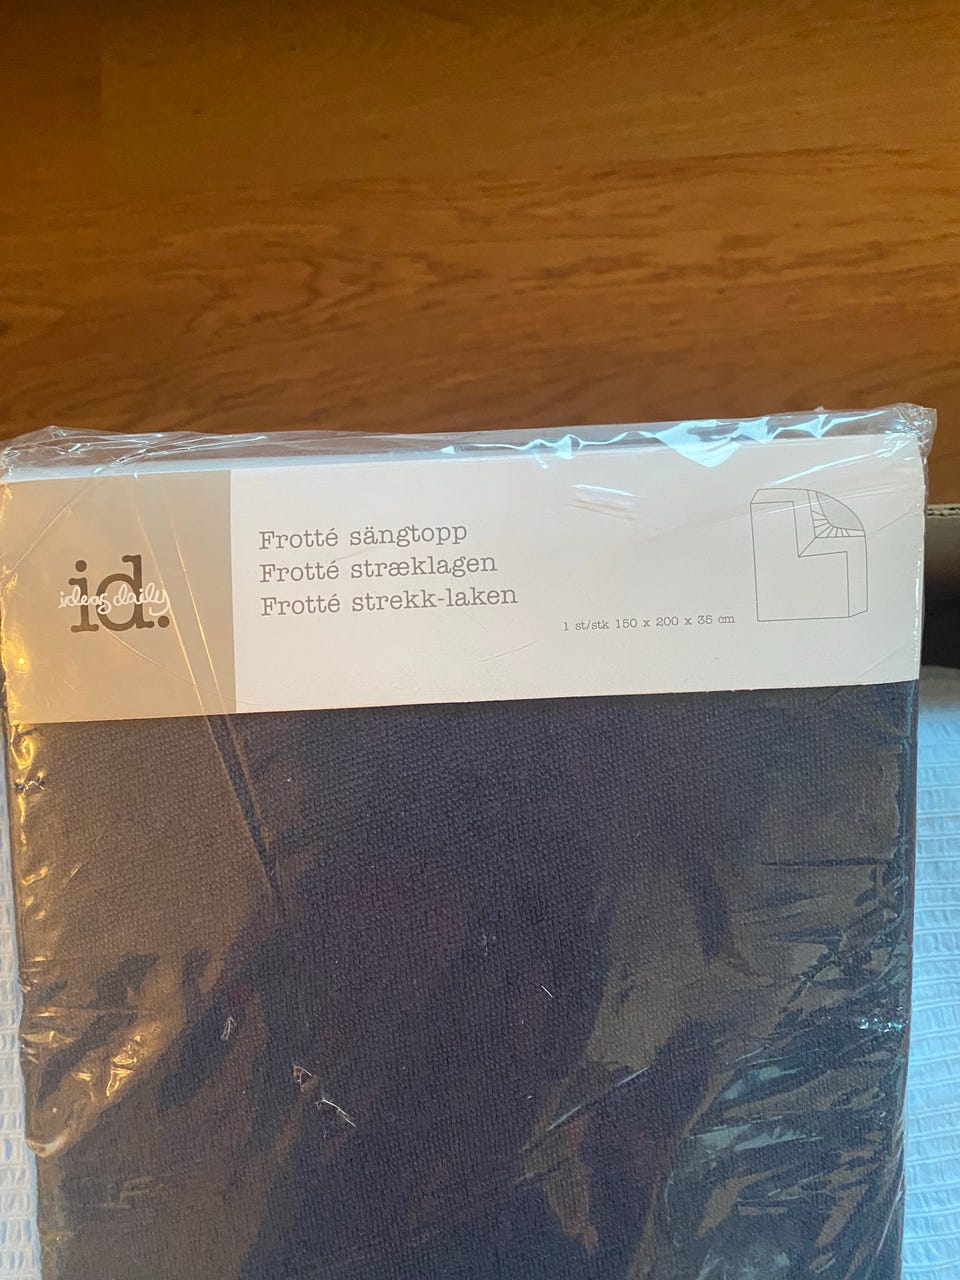 id.
ideas daily
Frotté sängtopp
Frotté stræklagen
Frotté strekk-laken
1 st/stk 150 x 200 x 35 cm